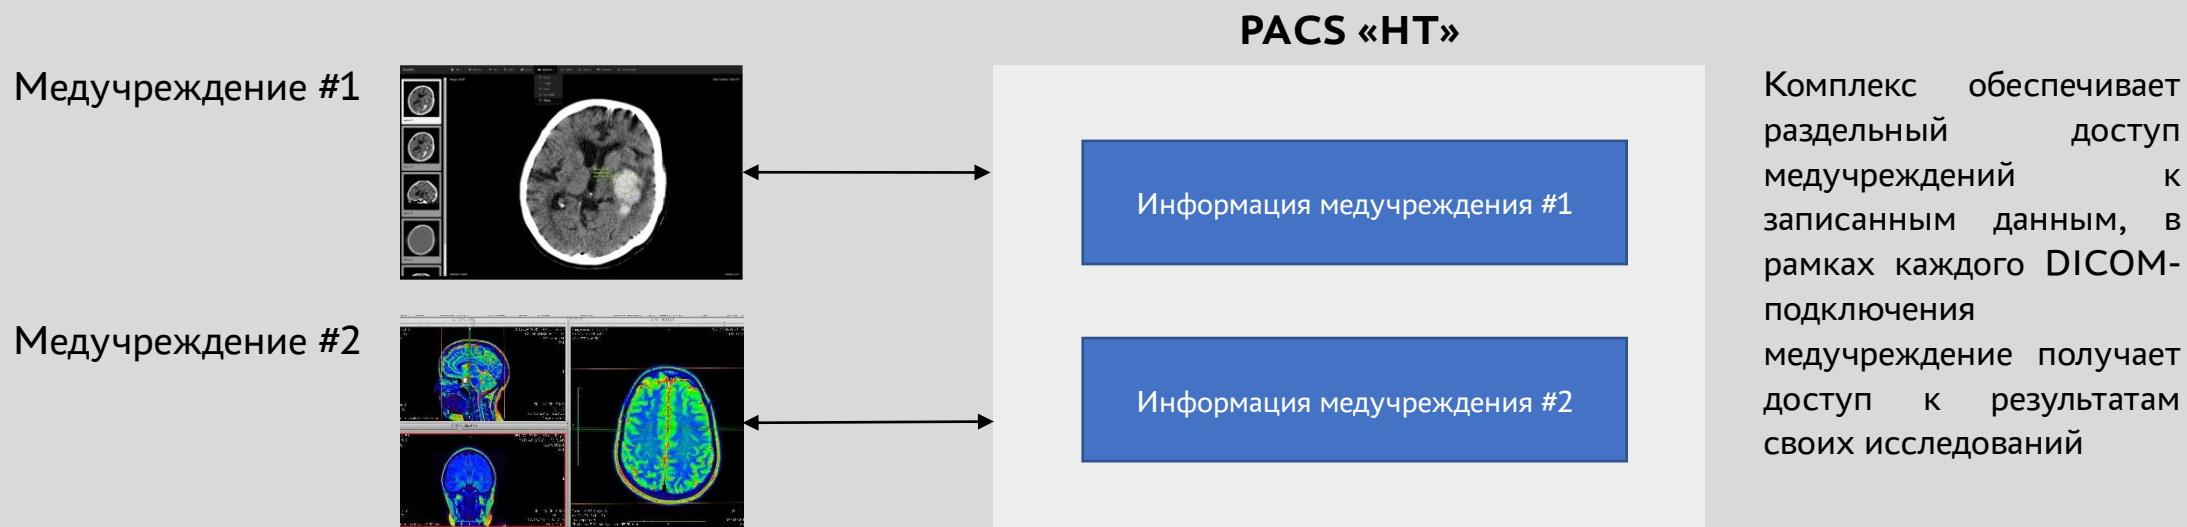 PACS «НТ»
Медучреждение #1
Информация медучреждения #1
Медучреждение #2
Информация медучреждения #2
Комплекс обеспечивает
раздельный доступ
медучреждений к
записанным данным, в
рамках каждого DICOM-
подключения
медучреждение получает
доступ к результатам
своих исследований